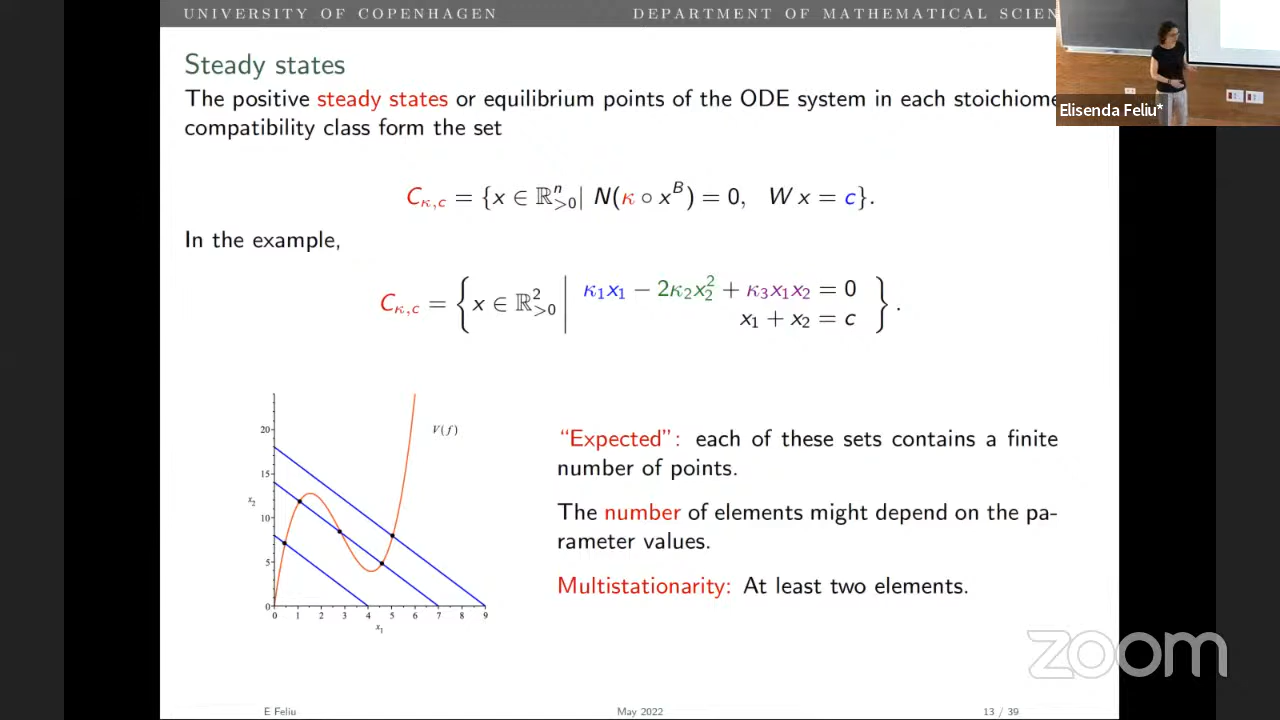 UNIVERSITY OF COPENHAGEN DEPARTMENT OF MATHEMATICAL SCIEN
Steady states
The positive steady states or equilibrium points of the ODE system in each stoichiome
compatibility class form the set
C_{κ,c} = {x ∈ ℝ^n_{>0} | N(κ ∘ x^B) = 0, W x = c}.
In the example,
C_{κ,c} = { x ∈ ℝ^2_{>0} | κ_1x_1 − 2κ_2x_2^2 + κ_3x_1x_2 = 0
x_1 + x_2 = c } .
V(f)
20
15
x_2
10
5
0
0 1 2 3 4 5 6 7 8 9
x_1
“Expected”: each of these sets contains a finite
number of points.
The number of elements might depend on the pa-
rameter values.
Multistationarity: At least two elements.
Elisenda Feliu*
zoom
E Feliu May 2022 13 / 39